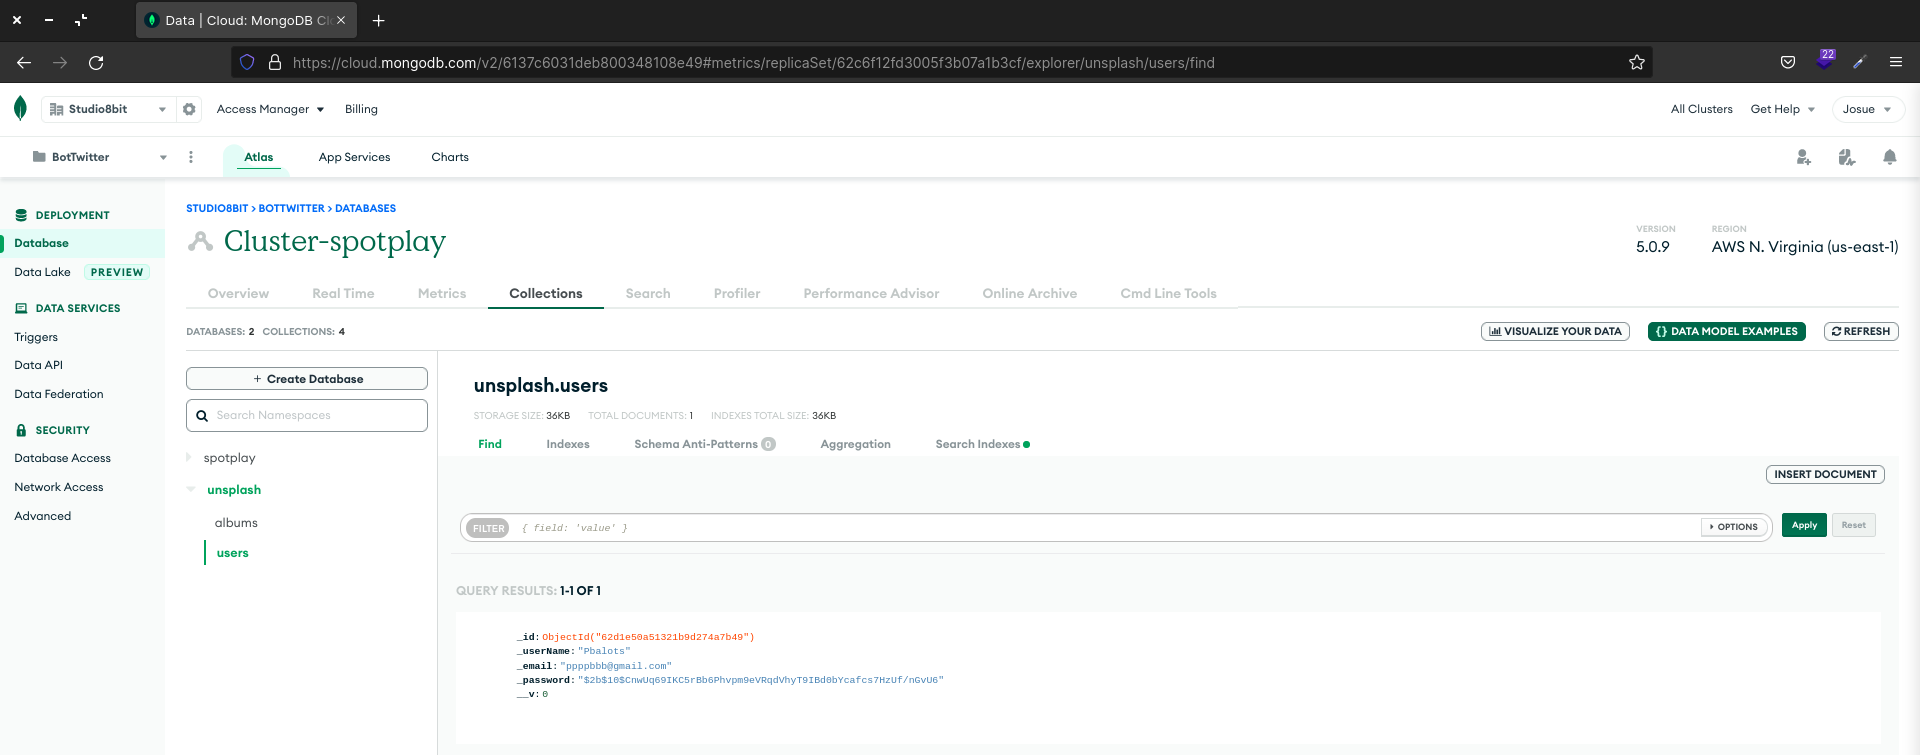 Data | Cloud: MongoDB Clo
https://cloud.mongodb.com/v2/6137c6031deb800348108e49#metrics/replicaSet/62c6f12fd3005f3b07a1b3cf/explorer/unsplash/users/find
22
Studio8bit
Access Manager
Billing
All Clusters
Get Help
Josue
BotTwitter
Atlas
App Services
Charts
DEPLOYMENT
Database
Data Lake PREVIEW
DATA SERVICES
Triggers
Data API
Data Federation
SECURITY
Database Access
Network Access
Advanced
STUDIO8BIT > BOTTWITTER > DATABASES
Cluster-spotplay
VERSION
5.0.9
REGION
AWS N. Virginia (us-east-1)
Overview
Real Time
Metrics
Collections
Search
Profiler
Performance Advisor
Online Archive
Cmd Line Tools
DATABASES: 2 COLLECTIONS: 4
VISUALIZE YOUR DATA
{} DATA MODEL EXAMPLES
REFRESH
+ Create Database
Search Namespaces
spotplay
unsplash
albums
users
unsplash.users
STORAGE SIZE: 36KB TOTAL DOCUMENTS: 1 INDEXES TOTAL SIZE: 36KB
Find
Indexes
Schema Anti-Patterns 0
Aggregation
Search Indexes
INSERT DOCUMENT
FILTER { field: 'value' }
OPTIONS
Apply
Reset
QUERY RESULTS: 1-1 OF 1
_id: ObjectId("62d1e50a51321b9d274a7b49")
_userName: "Pbalots"
_email: "ppppbbb@gmail.com"
_password: "$2b$10$CnwUq69IKC5rBb6Phvpm9eVRqdVhyT9IBd0bYcafcs7HzUf/nGvU6"
__v: 0